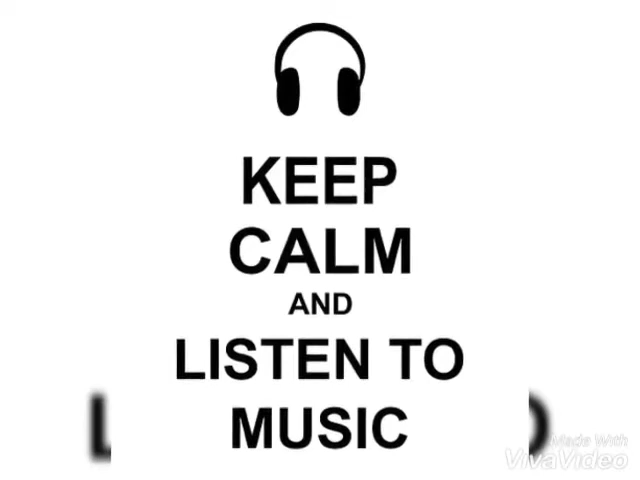 KEEP
CALM
AND
LISTEN TO
MUSIC
Made With
VivaVideo